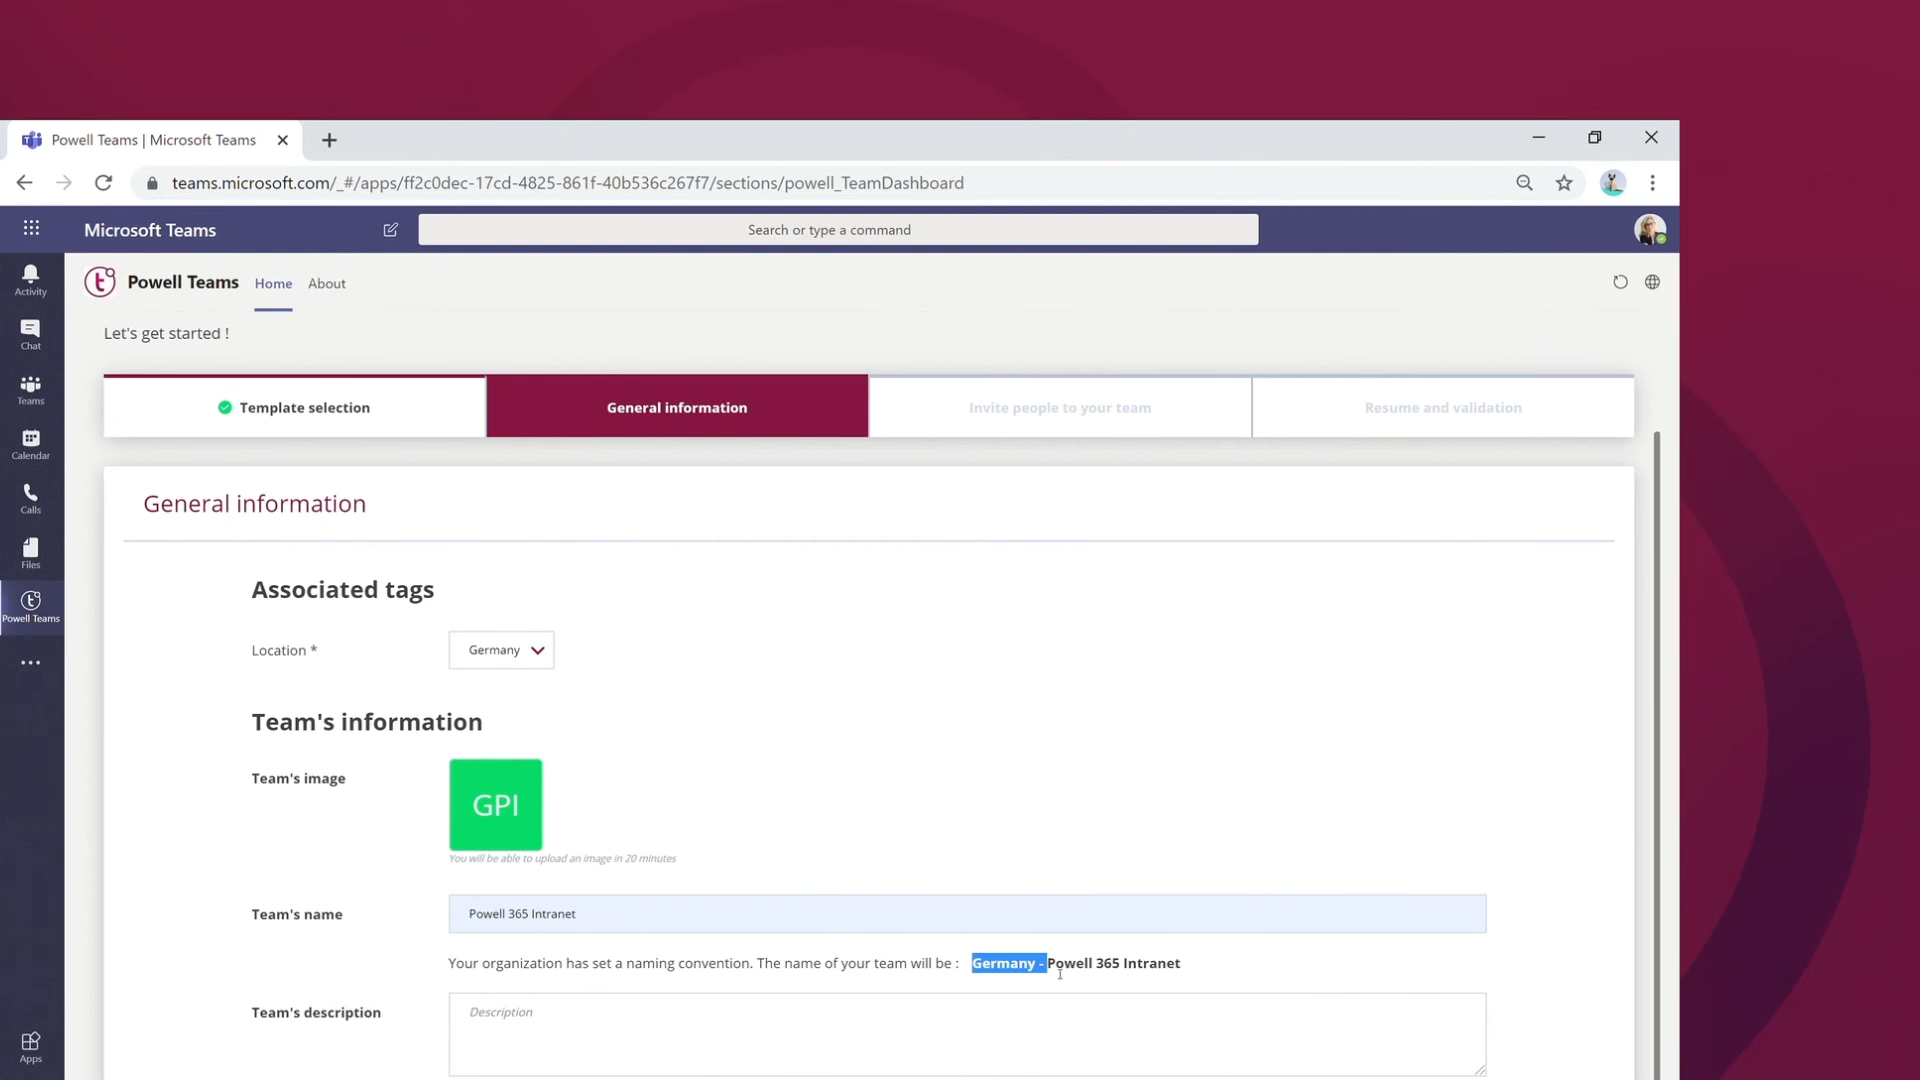 Powell Teams | Microsoft Teams
teams.microsoft.com/_#/apps/ff2c0dec-17cd-4825-861f-40b536c267f7/sections/powell_TeamDashboard
Microsoft Teams
Search or type a command
Activity
Chat
Teams
Calendar
Calls
Files
Powell Teams
Apps
Powell Teams Home About
Let's get started !
Template selection
General information
Invite people to your team
Resume and validation
General information
Associated tags
Location *
Germany
Team's information
Team's image
GPI
You will be able to upload an image in 20 minutes
Team's name
Powell 365 Intranet
Your organization has set a naming convention. The name of your team will be : Germany - Powell 365 Intranet
Team's description
Description